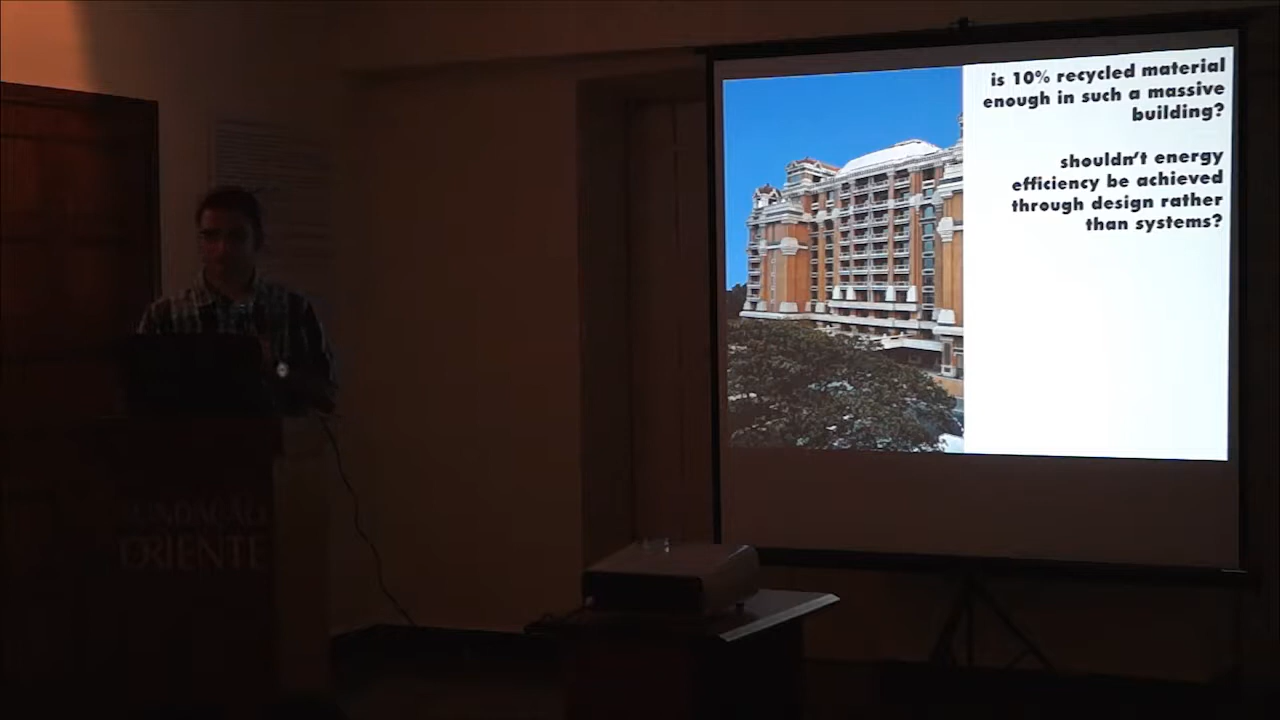 is 10% recycled material
enough in such a massive
building?
shouldn't energy
efficiency be achieved
through design rather
than systems?
FUNDAÇÃO
ORIENTE